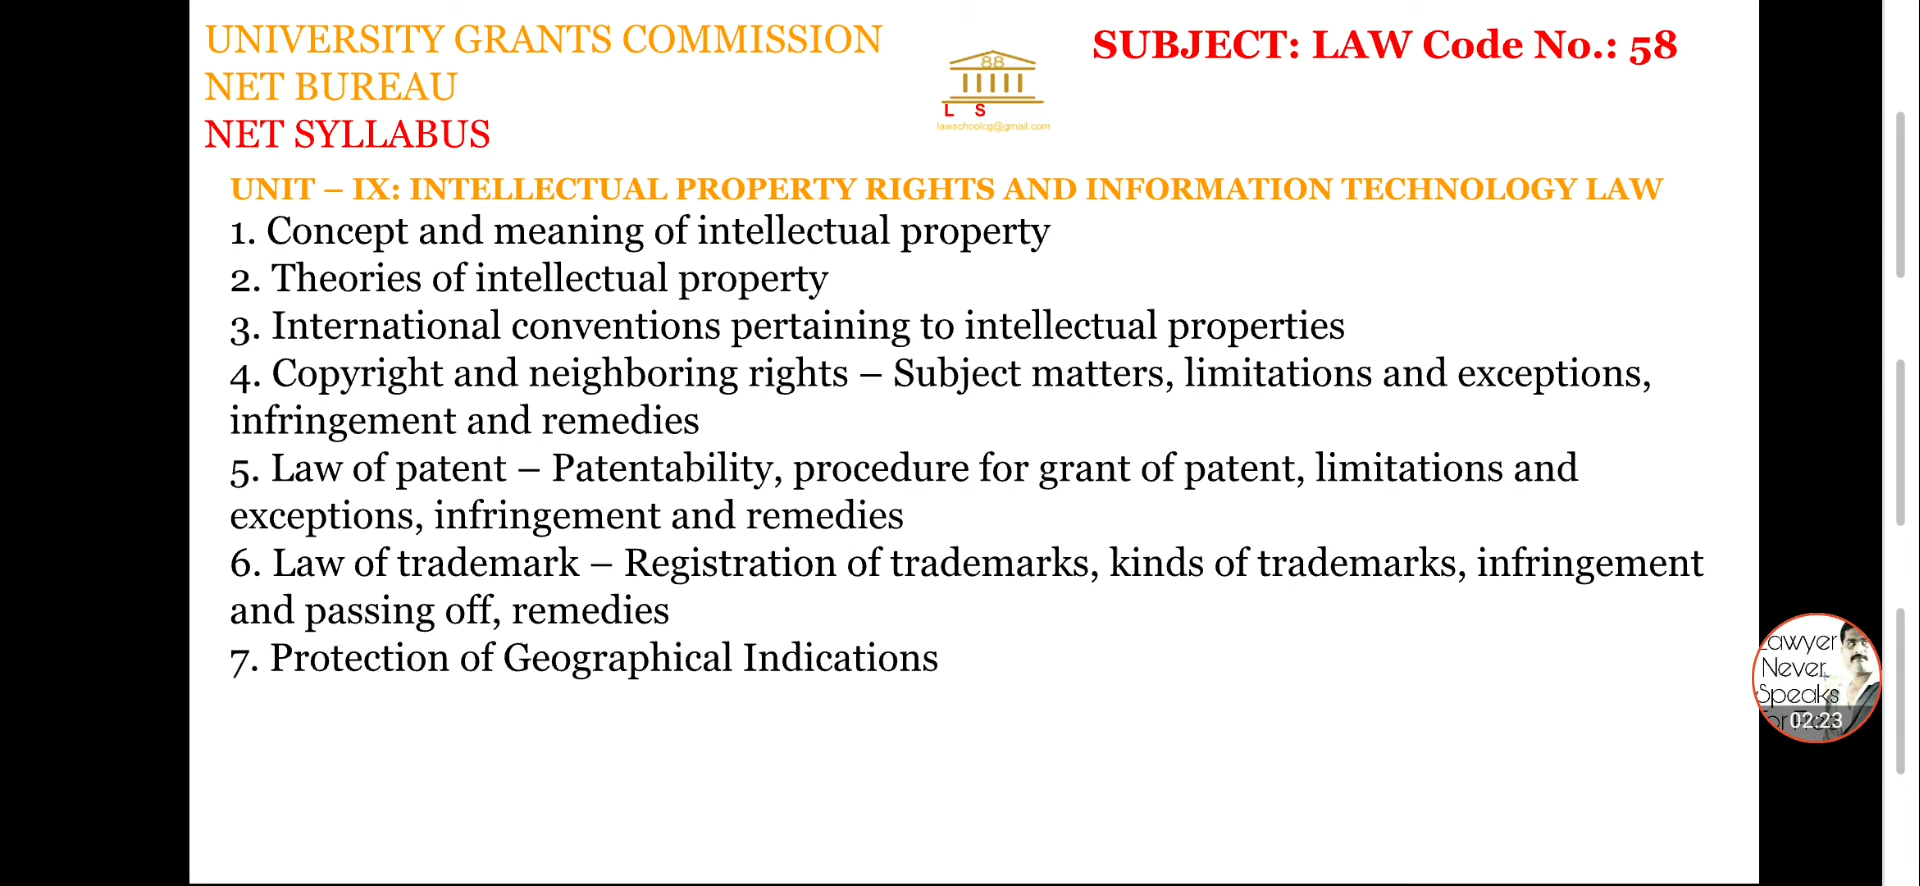 UNIVERSITY GRANTS COMMISSION
NET BUREAU
NET SYLLABUS
88
L S
lawschoolcg@gmail.com
SUBJECT: LAW Code No.: 58
UNIT – IX: INTELLECTUAL PROPERTY RIGHTS AND INFORMATION TECHNOLOGY LAW
1. Concept and meaning of intellectual property
2. Theories of intellectual property
3. International conventions pertaining to intellectual properties
4. Copyright and neighboring rights – Subject matters, limitations and exceptions,
infringement and remedies
5. Law of patent – Patentability, procedure for grant of patent, limitations and
exceptions, infringement and remedies
6. Law of trademark – Registration of trademarks, kinds of trademarks, infringement
and passing off, remedies
7. Protection of Geographical Indications
Never
Speaks
02:23